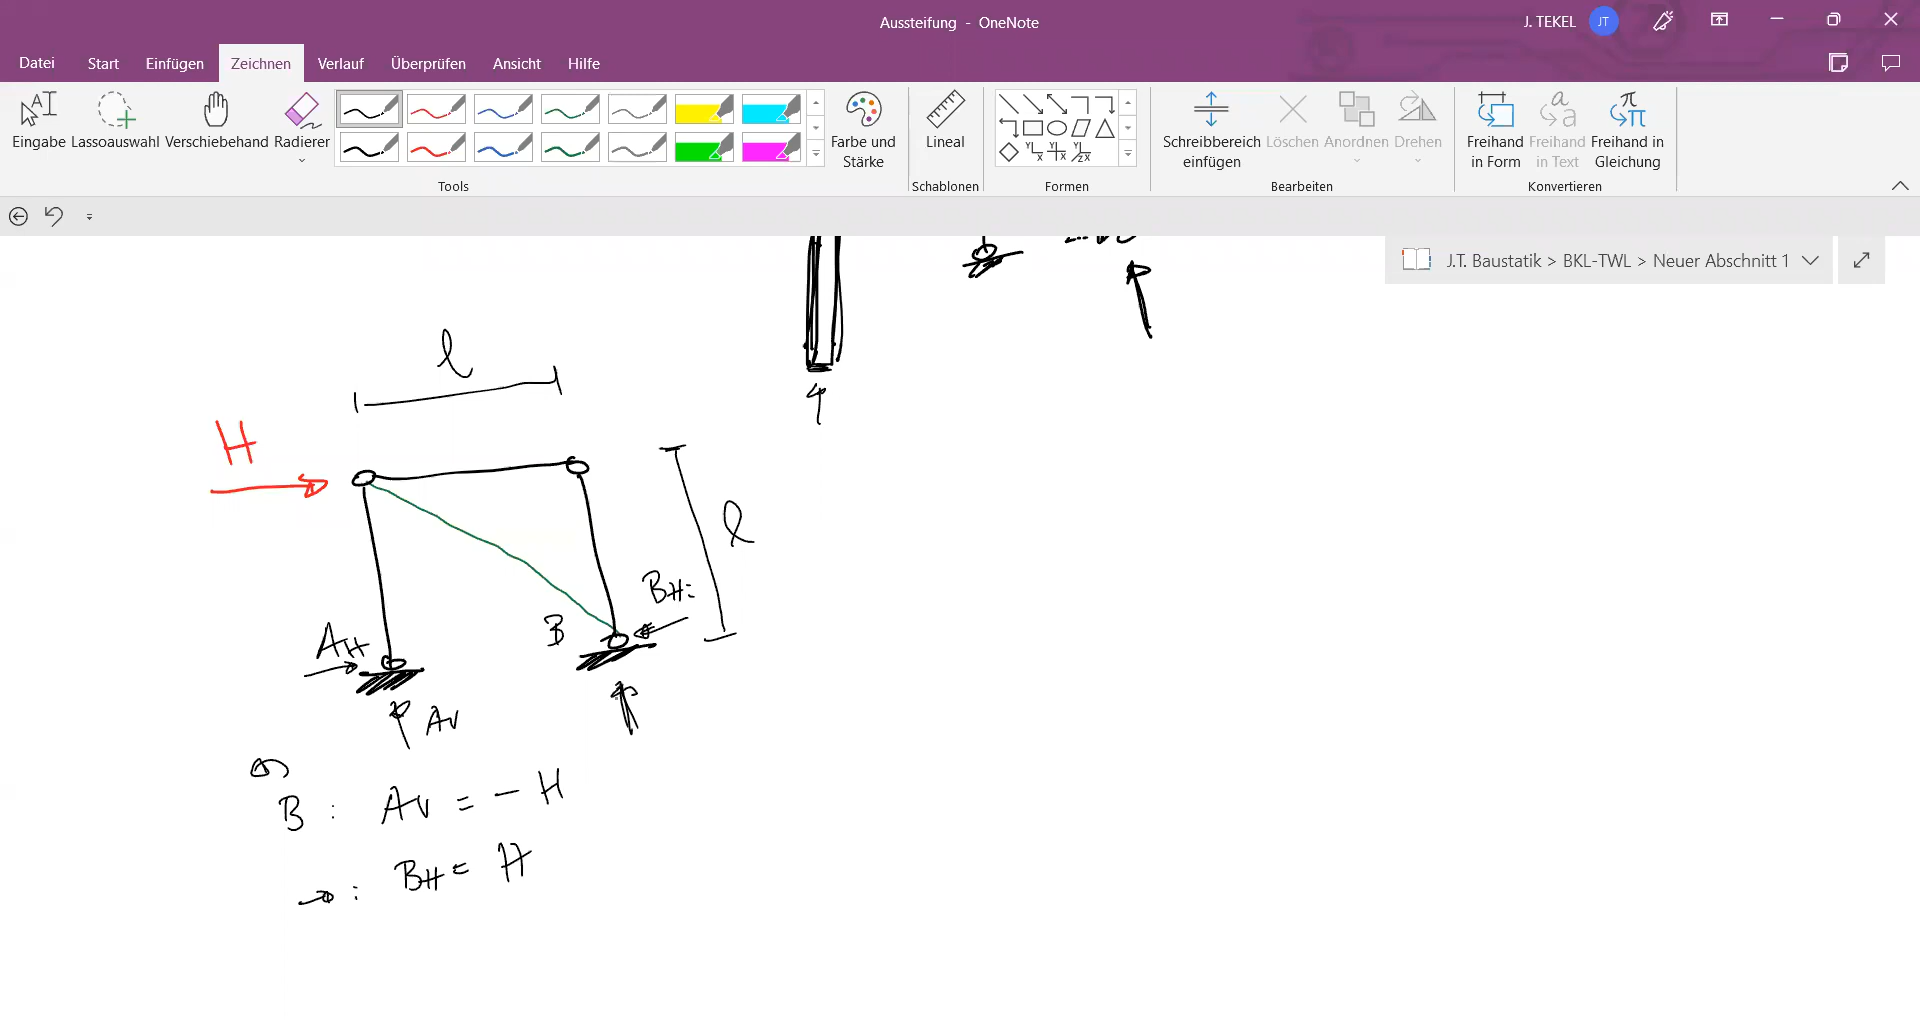 Aussteifung - OneNote
J. TEKEL JT
Datei Start Einfügen Zeichnen Verlauf Überprüfen Ansicht Hilfe
Eingabe Lassoauswahl Verschiebehand Radierer
Farbe und Stärke
Lineal
Schreibbereich einfügen
Löschen Anordnen Drehen
Freihand in Form
Freihand in Text
Freihand in Gleichung
Tools Schablonen Formen Bearbeiten Konvertieren
J.T. Baustatik > BKL-TWL > Neuer Abschnitt 1
l
H
l
BH:
B
AH
Av
B : Av = - H
→ : BH = H